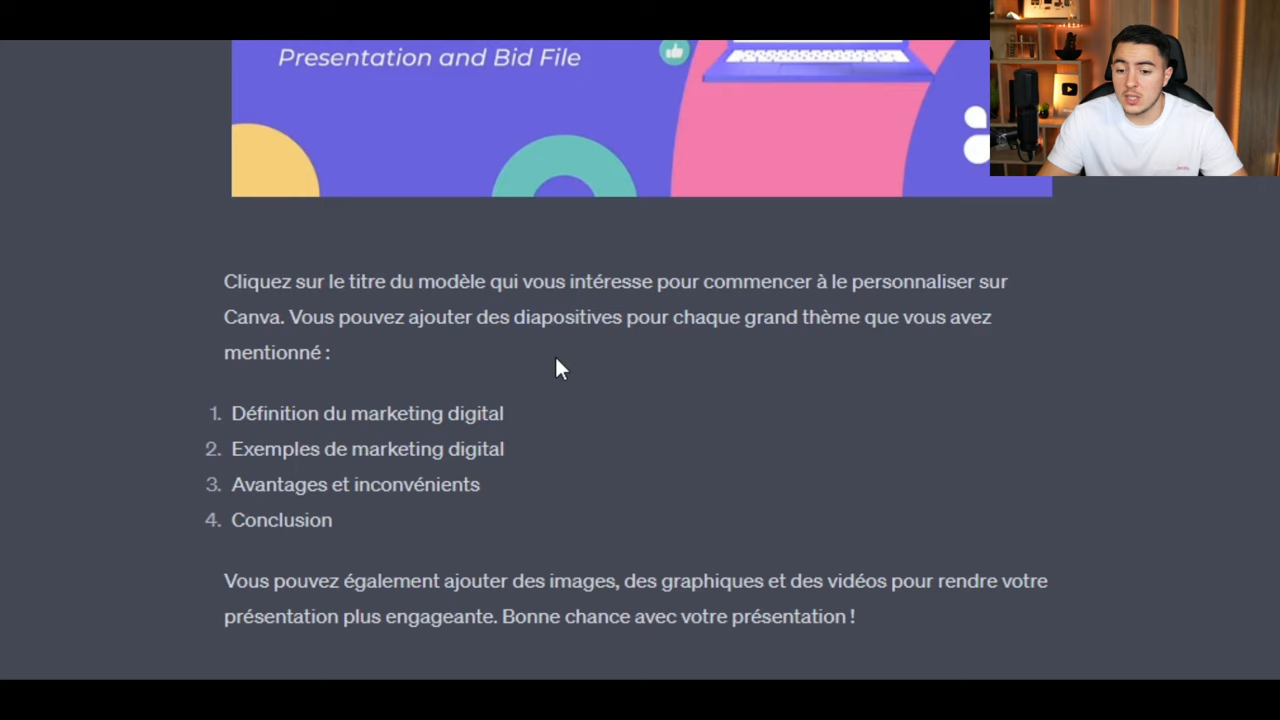 Presentation and Bid File
Cliquez sur le titre du modèle qui vous intéresse pour commencer à le personnaliser sur
Canva. Vous pouvez ajouter des diapositives pour chaque grand thème que vous avez
mentionné :
1. Définition du marketing digital
2. Exemples de marketing digital
3. Avantages et inconvénients
4. Conclusion
Vous pouvez également ajouter des images, des graphiques et des vidéos pour rendre votre
présentation plus engageante. Bonne chance avec votre présentation !